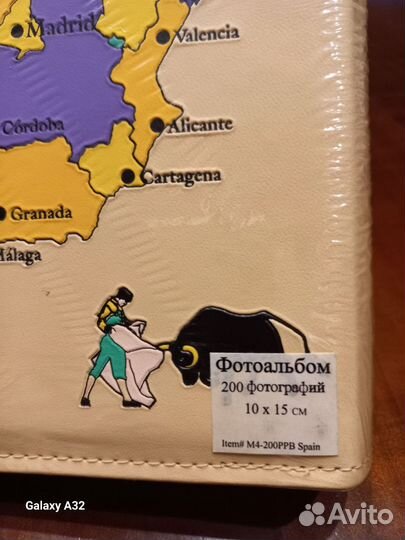 Madrid
Valencia
Córdoba
Alicante
Cartagena
Granada
Málaga
Фотоальбом
200 фотографий
10 x 15 см
Item# M4-200PPB Spain
Galaxy A32
Avito